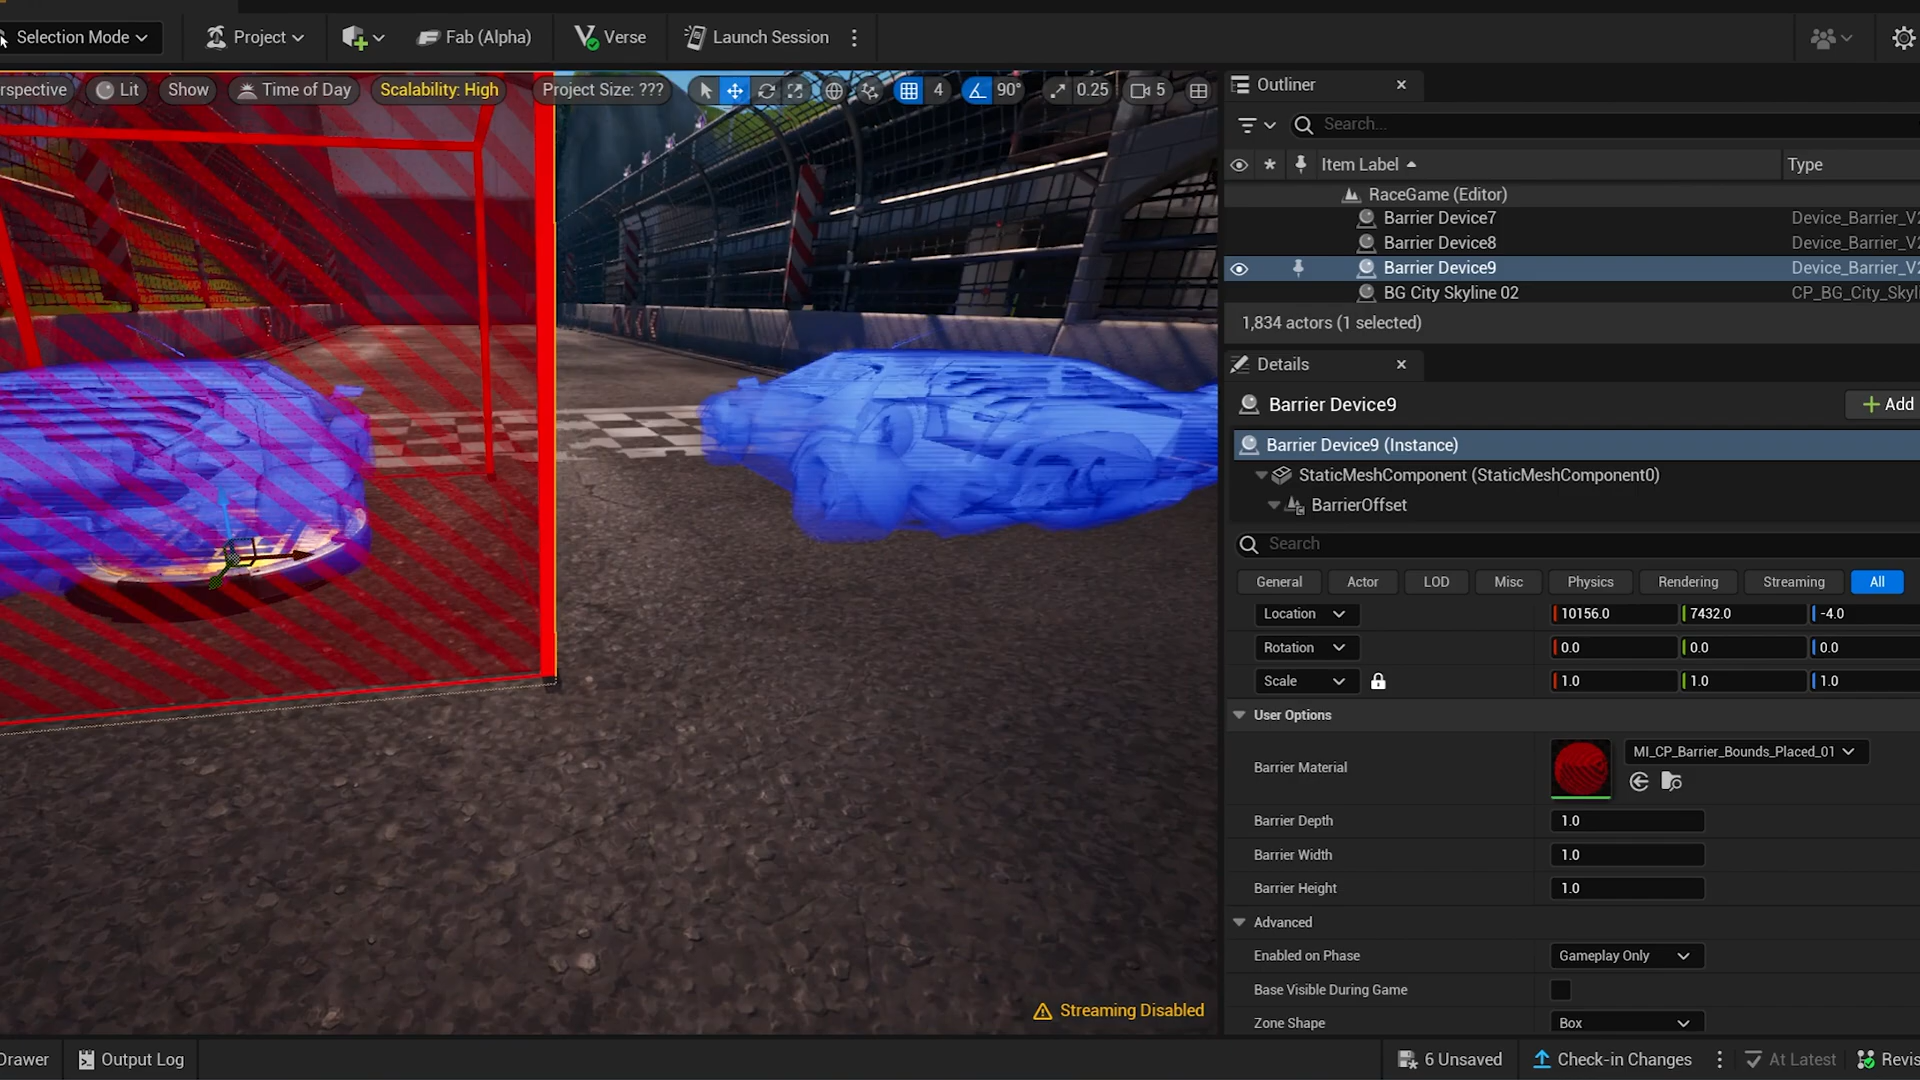 Selection Mode
Project
Fab (Alpha)
Verse
Launch Session
rspective
Lit
Show
Time of Day
Scalability: High
Project Size: ???
4
90°
0.25
5
Outliner
Search...
Item Label
Type
RaceGame (Editor)
Barrier Device7
Device_Barrier_V2
Barrier Device8
Device_Barrier_V2
Barrier Device9
Device_Barrier_V2
BG City Skyline 02
CP_BG_City_Skyli
1,834 actors (1 selected)
Details
Barrier Device9
Add
Barrier Device9 (Instance)
StaticMeshComponent (StaticMeshComponent0)
BarrierOffset
Search
General
Actor
LOD
Misc
Physics
Rendering
Streaming
All
Location
10156.0
7432.0
-4.0
Rotation
0.0
0.0
0.0
Scale
1.0
1.0
1.0
User Options
Barrier Material
MI_CP_Barrier_Bounds_Placed_01
Barrier Depth
1.0
Barrier Width
1.0
Barrier Height
1.0
Advanced
Enabled on Phase
Gameplay Only
Base Visible During Game
Zone Shape
Box
Streaming Disabled
Drawer
Output Log
6 Unsaved
Check-in Changes
At Latest
Revis